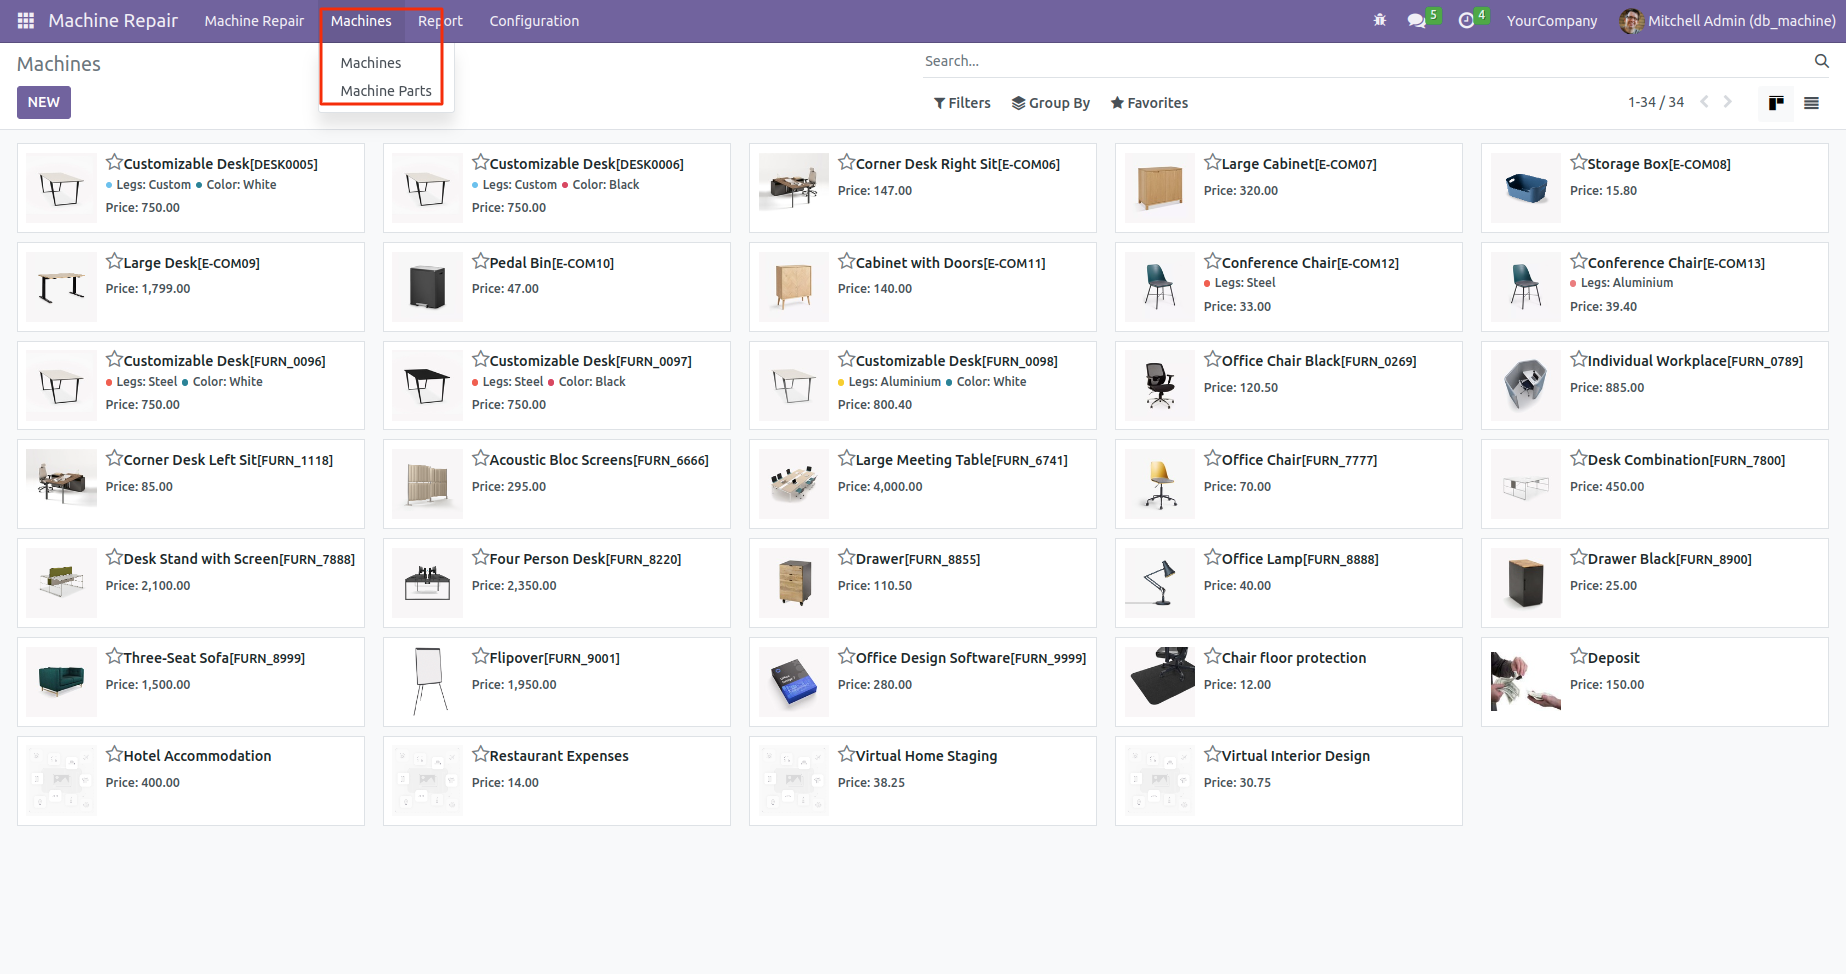 Machine Repair Machine Repair Machines Report Configuration 5 4 YourCompany Mitchell Admin (db_machine)
Machines
Machine Parts
Machines
NEW
Search...
Filters Group By Favorites
1-34 / 34
Customizable Desk[DESK0005]
Legs: Custom Color: White
Price: 750.00
Customizable Desk[DESK0006]
Legs: Custom Color: Black
Price: 750.00
Corner Desk Right Sit[E-COM06]
Price: 147.00
Large Cabinet[E-COM07]
Price: 320.00
Storage Box[E-COM08]
Price: 15.80
Large Desk[E-COM09]
Price: 1,799.00
Pedal Bin[E-COM10]
Price: 47.00
Cabinet with Doors[E-COM11]
Price: 140.00
Conference Chair[E-COM12]
Legs: Steel
Price: 33.00
Conference Chair[E-COM13]
Legs: Aluminium
Price: 39.40
Customizable Desk[FURN_0096]
Legs: Steel Color: White
Price: 750.00
Customizable Desk[FURN_0097]
Legs: Steel Color: Black
Price: 750.00
Customizable Desk[FURN_0098]
Legs: Aluminium Color: White
Price: 800.40
Office Chair Black[FURN_0269]
Price: 120.50
Individual Workplace[FURN_0789]
Price: 885.00
Corner Desk Left Sit[FURN_1118]
Price: 85.00
Acoustic Bloc Screens[FURN_6666]
Price: 295.00
Large Meeting Table[FURN_6741]
Price: 4,000.00
Office Chair[FURN_7777]
Price: 70.00
Desk Combination[FURN_7800]
Price: 450.00
Desk Stand with Screen[FURN_7888]
Price: 2,100.00
Four Person Desk[FURN_8220]
Price: 2,350.00
Drawer[FURN_8855]
Price: 110.50
Office Lamp[FURN_8888]
Price: 40.00
Drawer Black[FURN_8900]
Price: 25.00
Three-Seat Sofa[FURN_8999]
Price: 1,500.00
Flipover[FURN_9001]
Price: 1,950.00
Office Design Software[FURN_9999]
Price: 280.00
Chair floor protection
Price: 12.00
Deposit
Price: 150.00
Hotel Accommodation
Price: 400.00
Restaurant Expenses
Price: 14.00
Virtual Home Staging
Price: 38.25
Virtual Interior Design
Price: 30.75